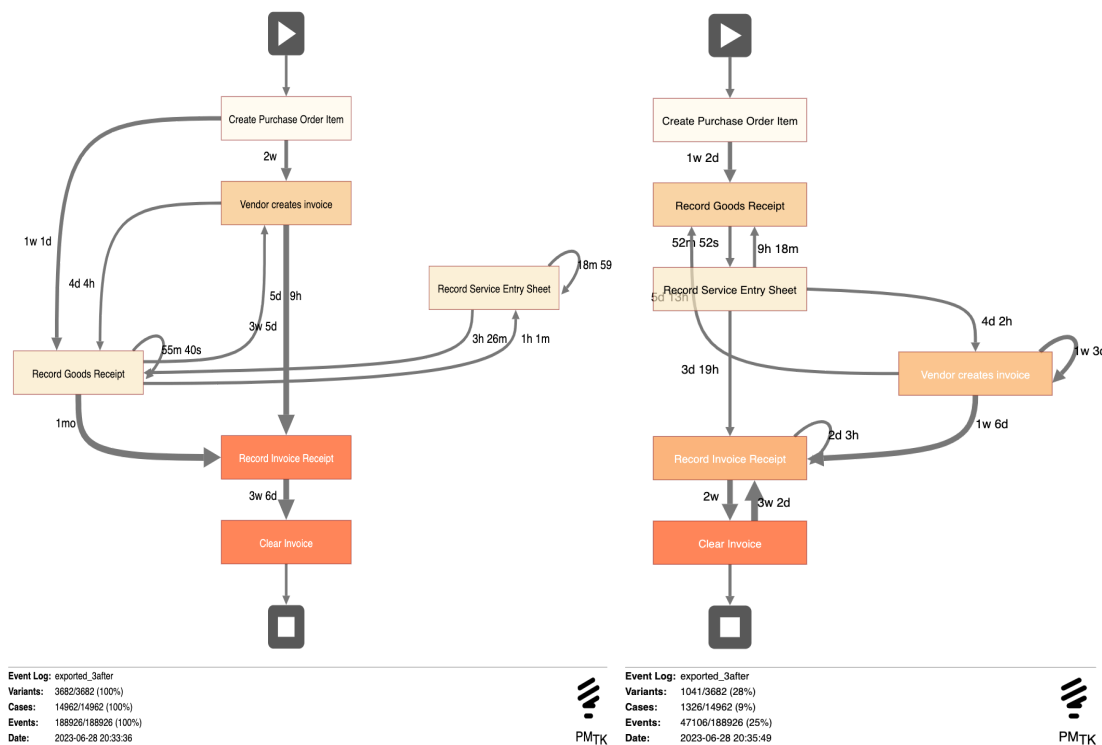 Create Purchase Order Item
2w
Vendor creates invoice
1w 1d
4d 4h
5d 9h
18m 59
Record Service Entry Sheet
3w 5d
3h 26m
1h 1m
55m 40s
Record Goods Receipt
1mo
Record Invoice Receipt
3w 6d
Clear Invoice
Event Log: exported_3after
Variants: 3682/3682 (100%)
Cases: 14962/14962 (100%)
Events: 188926/188926 (100%)
Date: 2023-06-28 20:33:36
PMTK
Create Purchase Order Item
1w 2d
Record Goods Receipt
52m 52s
9h 18m
Record Service Entry Sheet
5d 13h
4d 2h
1w 3d
3d 19h
Vendor creates invoice
1w 6d
2d 3h
Record Invoice Receipt
2w
3w 2d
Clear Invoice
Event Log: exported_3after
Variants: 1041/3682 (28%)
Cases: 1326/14962 (9%)
Events: 47106/188926 (25%)
Date: 2023-06-28 20:35:49
PMTK